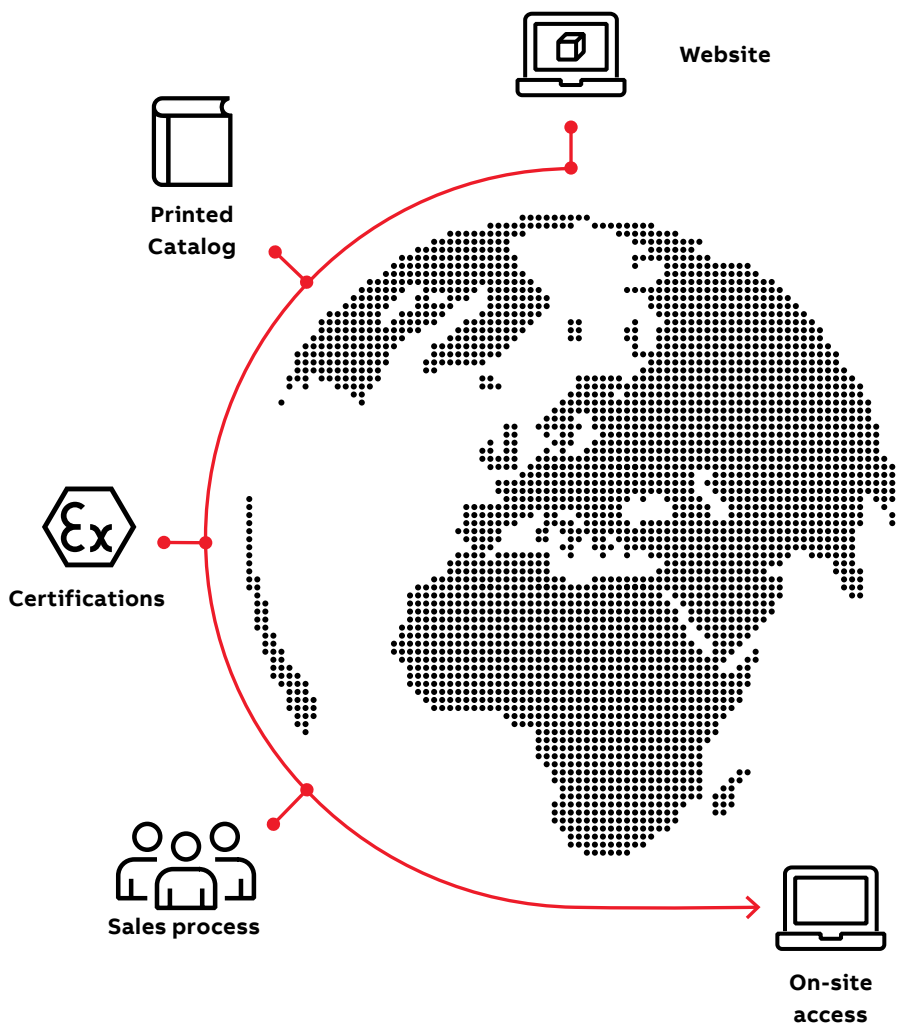 Website
Printed
Catalog
Ex
Certifications
Sales process
On-site
access